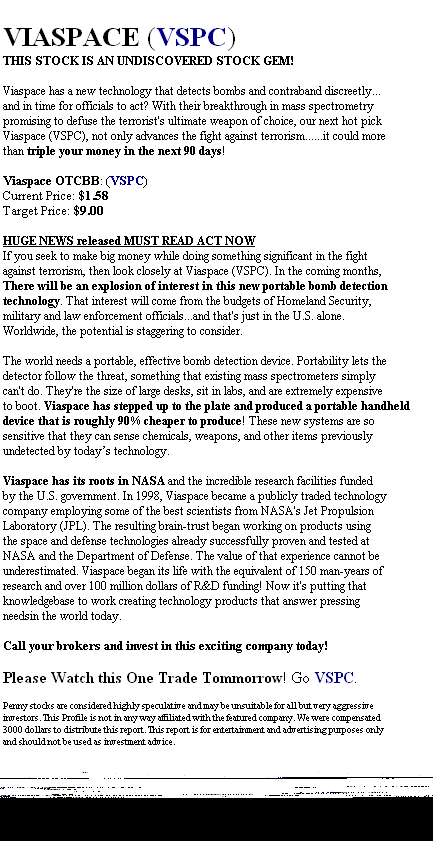 VIASPACE (VSPC)
THIS STOCK IS AN UNDISCOVERED STOCK GEM!
Viaspace has a new technology that detects bombs and contraband discreetly...
and in time for officials to act? With their breakthrough in mass spectrometry
promising to defuse the terrorist's ultimate weapon of choice, our next hot pick
Viaspace (VSPC), not only advances the fight against terrorism......it could more
than triple your money in the next 90 days!
Viaspace OTCBB: (VSPC)
Current Price: $1.58
Target Price: $9.00
HUGE NEWS released MUST READ ACT NOW
If you seek to make big money while doing something significant in the fight
against terrorism, then look closely at Viaspace (VSPC). In the coming months,
There will be an explosion of interest in this new portable bomb detection
technology. That interest will come from the budgets of Homeland Security,
military and law enforcement officials...and that's just in the U.S. alone.
Worldwide, the potential is staggering to consider.
The world needs a portable, effective bomb detection device. Portability lets the
detector follow the threat, something that existing mass spectrometers simply
can't do. They're the size of large desks, sit in labs, and are extremely expensive
to boot. Viaspace has stepped up to the plate and produced a portable handheld
device that is roughly 90% cheaper to produce! These new systems are so
sensitive that they can sense chemicals, weapons, and other items previously
undetected by today's technology.
Viaspace has its roots in NASA and the incredible research facilities funded
by the U.S. government. In 1998, Viaspace became a publicly traded technology
company employing some of the best scientists from NASA's Jet Propulsion
Laboratory (JPL). The resulting brain-trust began working on products using
the space and defense technologies already successfully proven and tested at
NASA and the Department of Defense. The value of that experience cannot be
underestimated. Viaspace began its life with the equivalent of 150 man-years of
research and over 100 million dollars of R&D funding! Now it's putting that
knowledgebase to work creating technology products that answer pressing
needsin the world today.
Call your brokers and invest in this exciting company today!
Please Watch this One Trade Tommorrow! Go VSPC.
Penny stocks are considered highly speculative and may be unsuitable for all but very aggressive
investors. This Profile is not in any way affiliated with the featured company. We were compensated
3000 dollars to distribute this report. This report is for entertainment and advertising purposes only
and should not be used as investment advice.